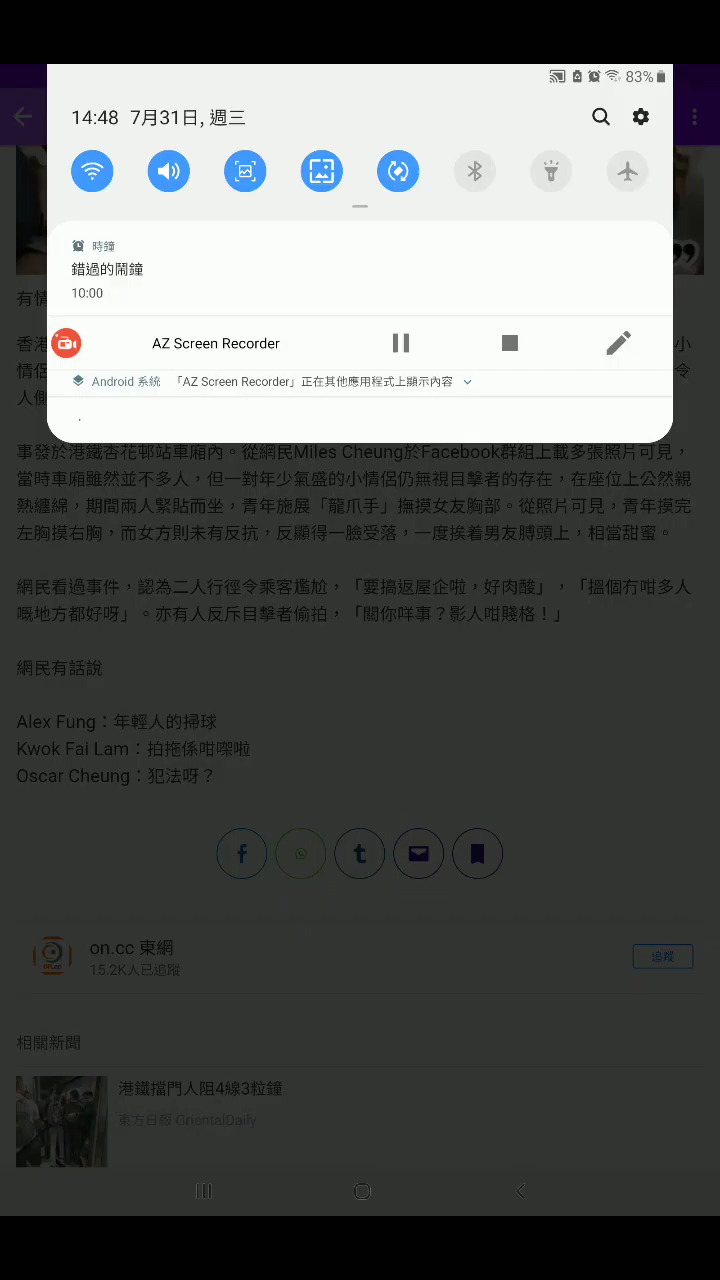 83%
14:48 7月31日, 週三
時鐘
錯過的鬧鐘
10:00
AZ Screen Recorder
Android 系統 「AZ Screen Recorder」正在其他應用程式上顯示內容
有情
香港
小
情侶
令
人側
事發於港鐵杏花邨站車廂內。從網民Miles Cheung於Facebook群組上載多張照片可見，
當時車廂雖然並不多人，但一對年少氣盛的小情侶仍無視目擊者的存在，在座位上公然親
熱纏綿，期間兩人緊貼而坐，青年施展「龍爪手」撫摸女友胸部。從照片可見，青年摸完
左胸摸右胸，而女方則未有反抗，反顯得一臉受落，一度挨着男友膊頭上，相當甜蜜。
網民看過事件，認為二人行徑令乘客尷尬，「要搞返屋企啦，好肉酸」，「搵個冇咁多人
嘅地方都好呀」。亦有人反斥目擊者偷拍，「關你咩事？影人咁賤格！」
網民有話說
Alex Fung：年輕人的掃球
Kwok Fai Lam：拍拖係咁㗎啦
Oscar Cheung：犯法呀？
on.cc 東網
15.2K人已追蹤
追蹤
相關新聞
港鐵擋門人阻4線3粒鐘
東方日報 OrientalDaily